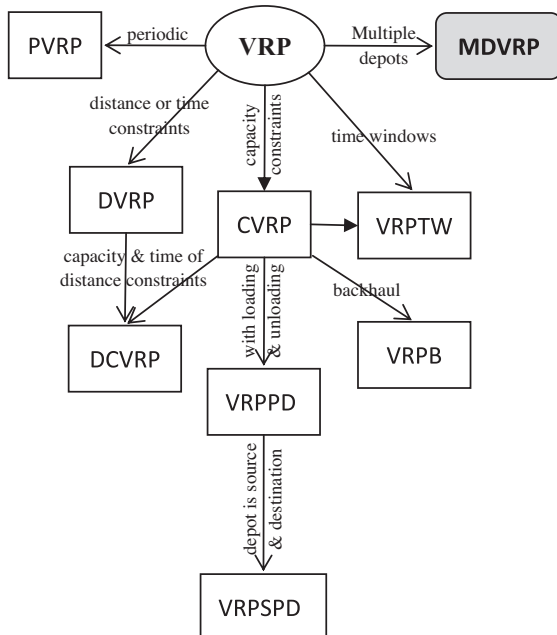 PVRP
periodic
VRP
Multiple
depots
MDVRP
distance or time
constraints
capacity
constraints
time windows
DVRP
CVRP
VRPTW
capacity & time of
distance constraints
with loading
& unloading
backhaul
DCVRP
VRPB
VRPPD
depot is source
& destination
VRPSPD